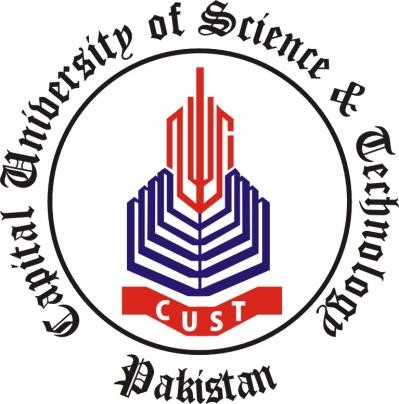 Capital University of Science & Technology
CUST
Pakistan